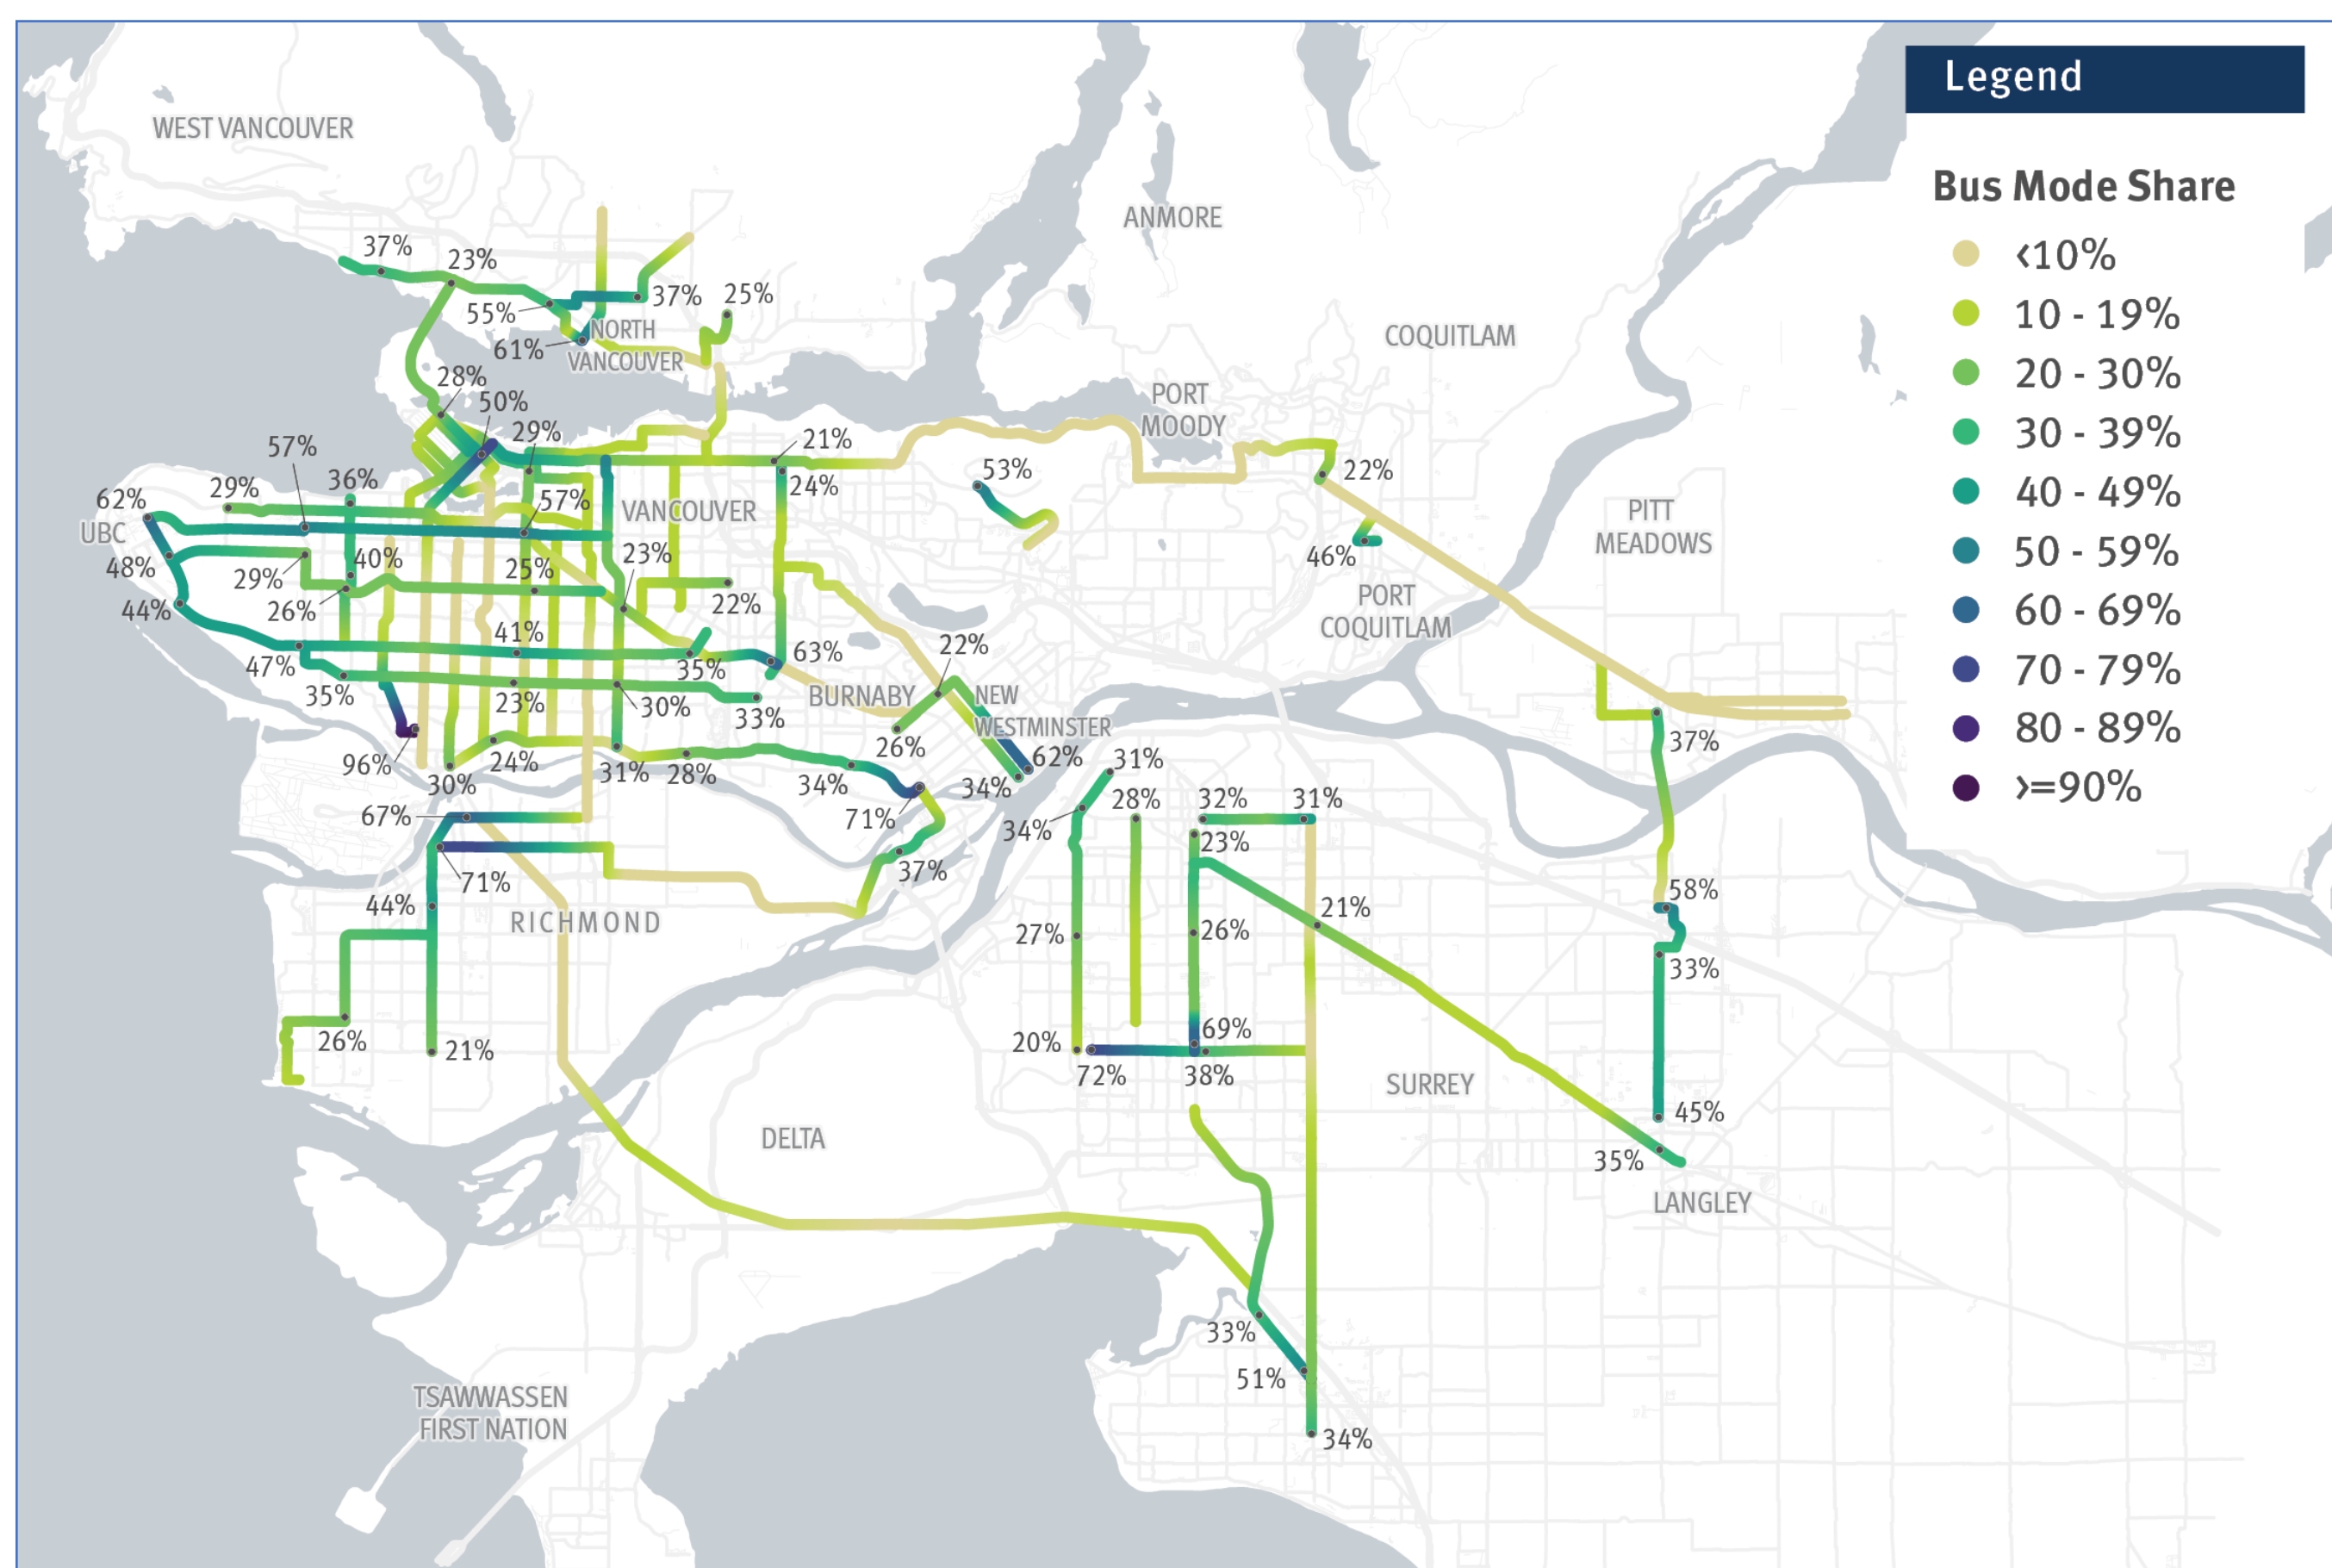 Legend
Bus Mode Share
<10%
10 - 19%
20 - 30%
30 - 39%
40 - 49%
50 - 59%
60 - 69%
70 - 79%
80 - 89%
>=90%
WEST VANCOUVER
ANMORE
37%
23%
37%
25%
55%
NORTH
VANCOUVER
61%
COQUITLAM
28%
50%
PORT
MOODY
29%
21%
57%
53%
22%
36%
24%
29%
62%
57%
VANCOUVER
PITT
MEADOWS
UBC
40%
23%
46%
48%
29%
25%
26%
22%
PORT
COQUITLAM
44%
41%
22%
63%
47%
35%
35%
BURNABY
NEW
WESTMINSTER
23%
30%
33%
37%
26%
96%
24%
62%
31%
30%
31%
28%
34%
34%
28%
32%
31%
67%
71%
34%
23%
37%
71%
58%
44%
RICHMOND
21%
27%
26%
33%
26%
21%
20%
69%
72%
38%
SURREY
45%
DELTA
35%
LANGLEY
33%
51%
TSAWWASSEN
FIRST NATION
34%